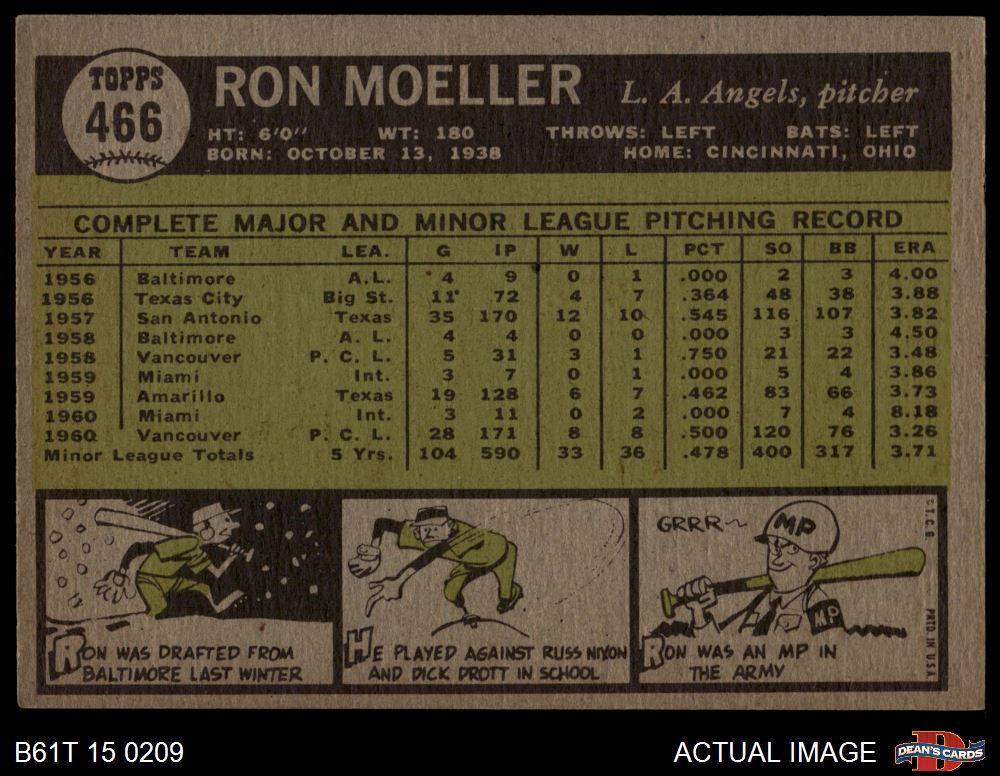 TOPPS
466
RON MOELLER L. A. Angels, pitcher
HT: 6'0" WT: 180 THROWS: LEFT BATS: LEFT
BORN: OCTOBER 13, 1938 HOME: CINCINNATI, OHIO
COMPLETE MAJOR AND MINOR LEAGUE PITCHING RECORD
YEAR TEAM LEA. G IP W L PCT SO BB ERA
1956 Baltimore A.L. 4 9 0 1 .000 2 3 4.00
1956 Texas City Big St. 11 72 4 7 .364 48 38 3.88
1957 San Antonio Texas 35 170 12 10 .545 116 107 3.82
1958 Baltimore A. L. 4 4 0 0 .000 3 3 4.50
1958 Vancouver P. C. L. 5 31 3 1 .750 21 22 3.48
1959 Miami Int. 3 7 0 1 .000 5 4 3.86
1959 Amarillo Texas 19 128 6 7 .462 83 66 3.73
1960 Miami Int. 3 11 0 2 .000 7 4 8.18
1960 Vancouver P. C. L. 28 171 8 8 .500 120 76 3.26
Minor League Totals 5 Yrs. 104 590 33 36 .478 400 317 3.71
RON WAS DRAFTED FROM
BALTIMORE LAST WINTER
HE PLAYED AGAINST RUSS NIXON
AND DICK DROTT IN SCHOOL
GRRR~
MP
MP
RON WAS AN MP IN
THE ARMY
© T.C.G.
PRTD IN U.S.A.
B61T 15 0209
ACTUAL IMAGE
DEAN'S CARDS